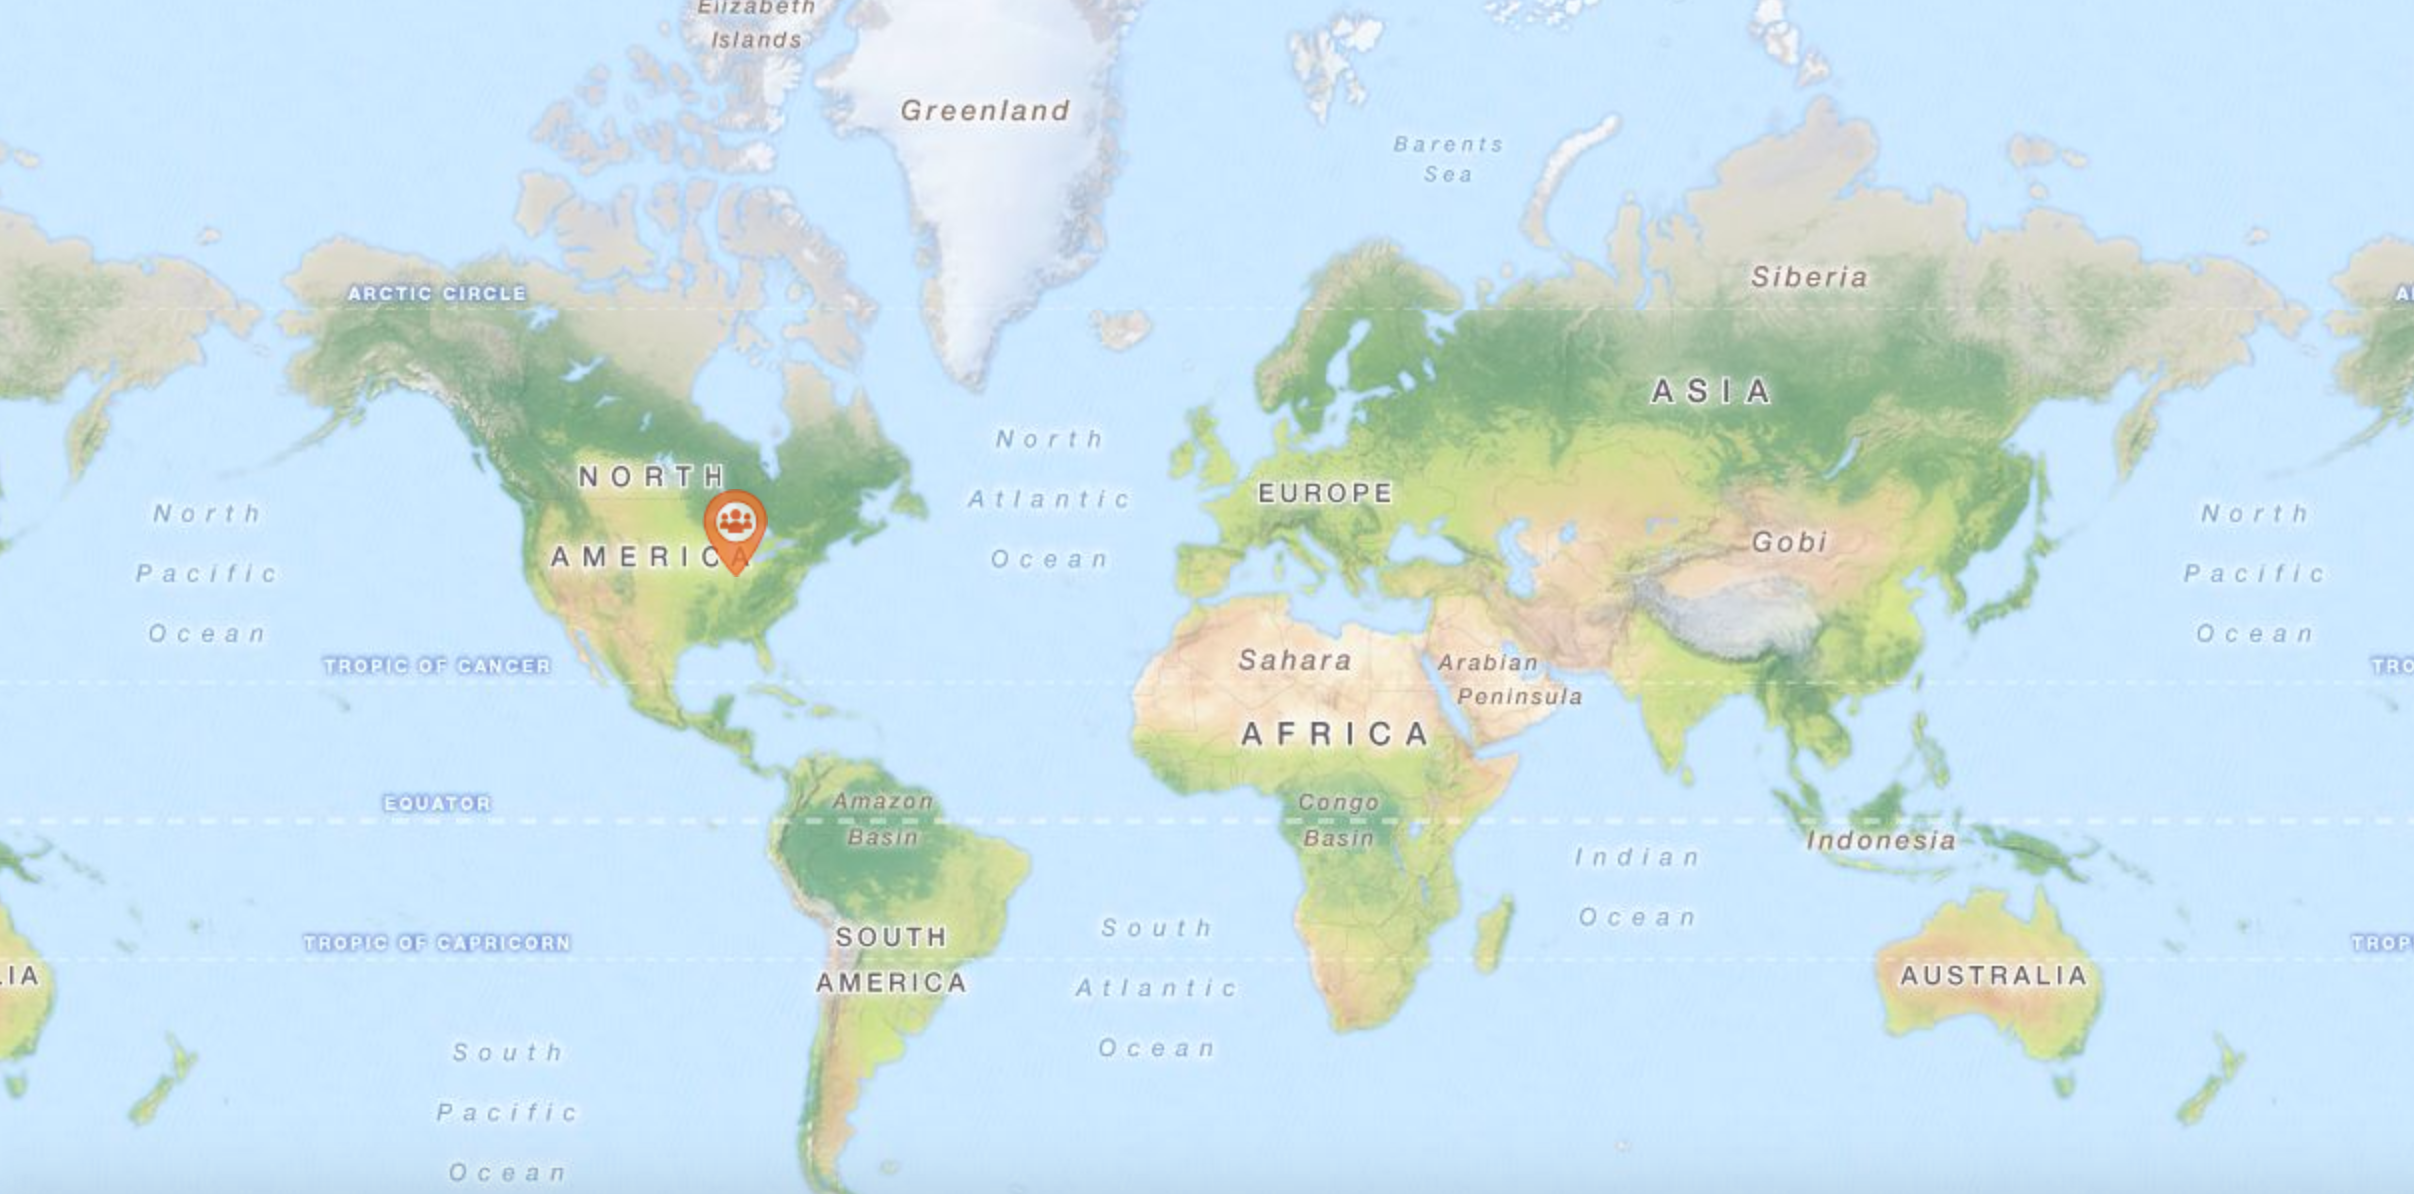 Elizabeth
Islands
Greenland
Barents
Sea
Siberia
ARCTIC CIRCLE
ASIA
North
Atlantic
Ocean
NORTH
AMERICA
EUROPE
North
Pacific
Ocean
North
Pacific
Ocean
Gobi
Sahara
Arabian
Peninsula
TROPIC OF CANCER
TRO
AFRICA
EQUATOR
Amazon
Basin
Congo
Basin
Indonesia
Indian
Ocean
South
Atlantic
Ocean
TROPIC OF CAPRICORN
TROP
SOUTH
AMERICA
LIA
AUSTRALIA
South
Pacific
Ocean